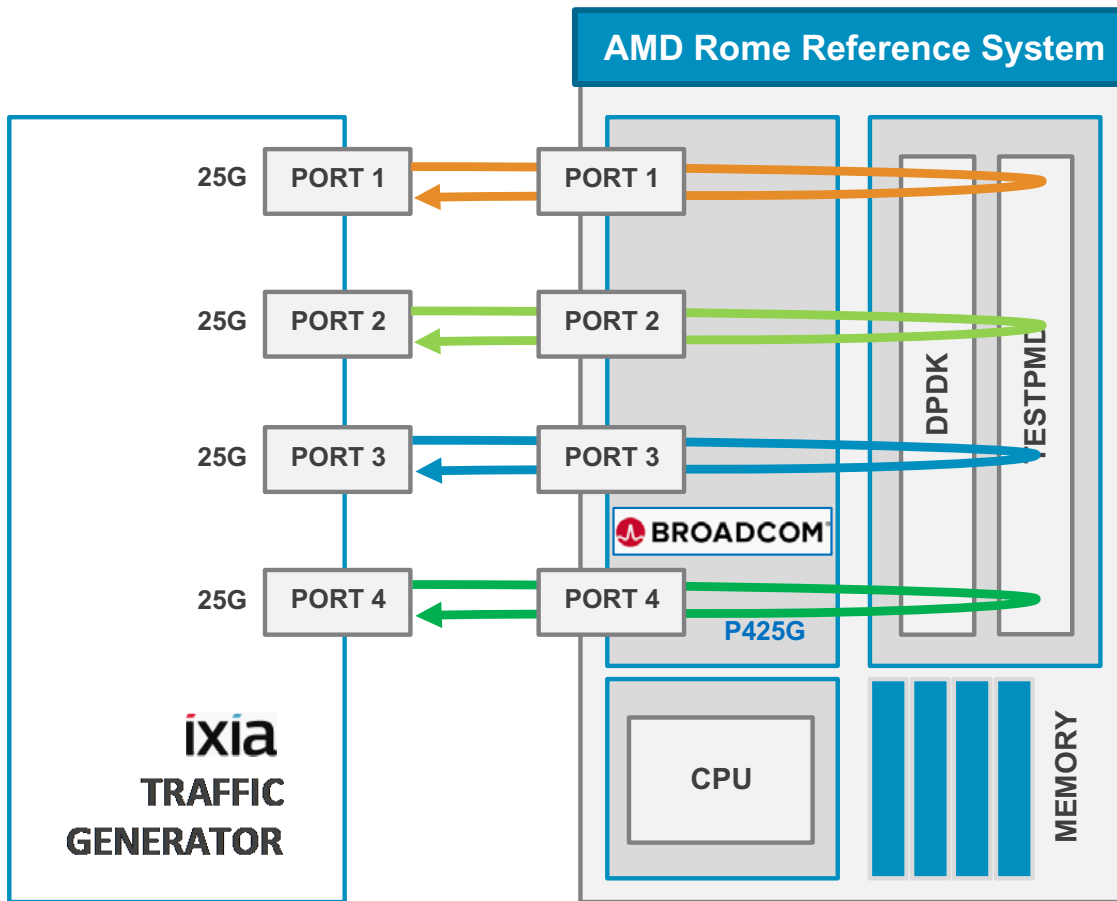 AMD Rome Reference System
25G
PORT 1
PORT 1
25G
PORT 2
PORT 2
25G
PORT 3
PORT 3
BROADCOM®
25G
PORT 4
PORT 4
P425G
DPDK
TESTPMD
ixia
TRAFFIC
GENERATOR
CPU
MEMORY